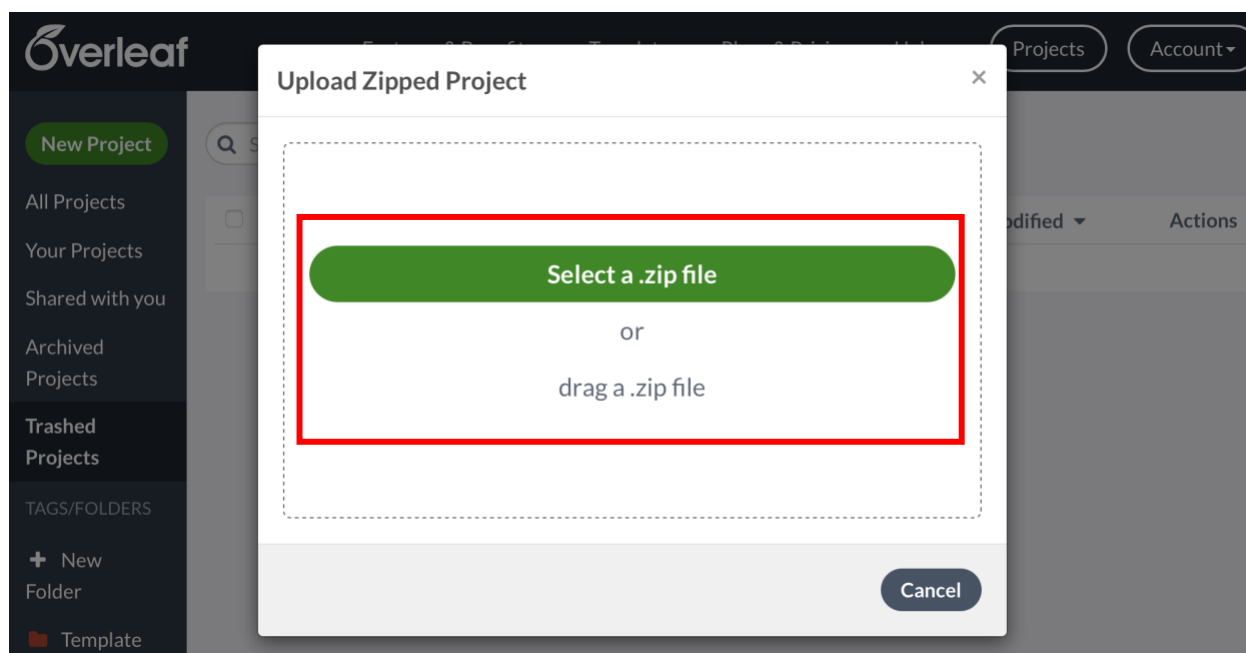 Overleaf
Projects
Account
Upload Zipped Project
×
New Project
All Projects
Your Projects
Shared with you
Archived
Projects
Trashed
Projects
TAGS/FOLDERS
+ New
Folder
Template
Select a .zip file
or
drag a .zip file
Actions
Cancel